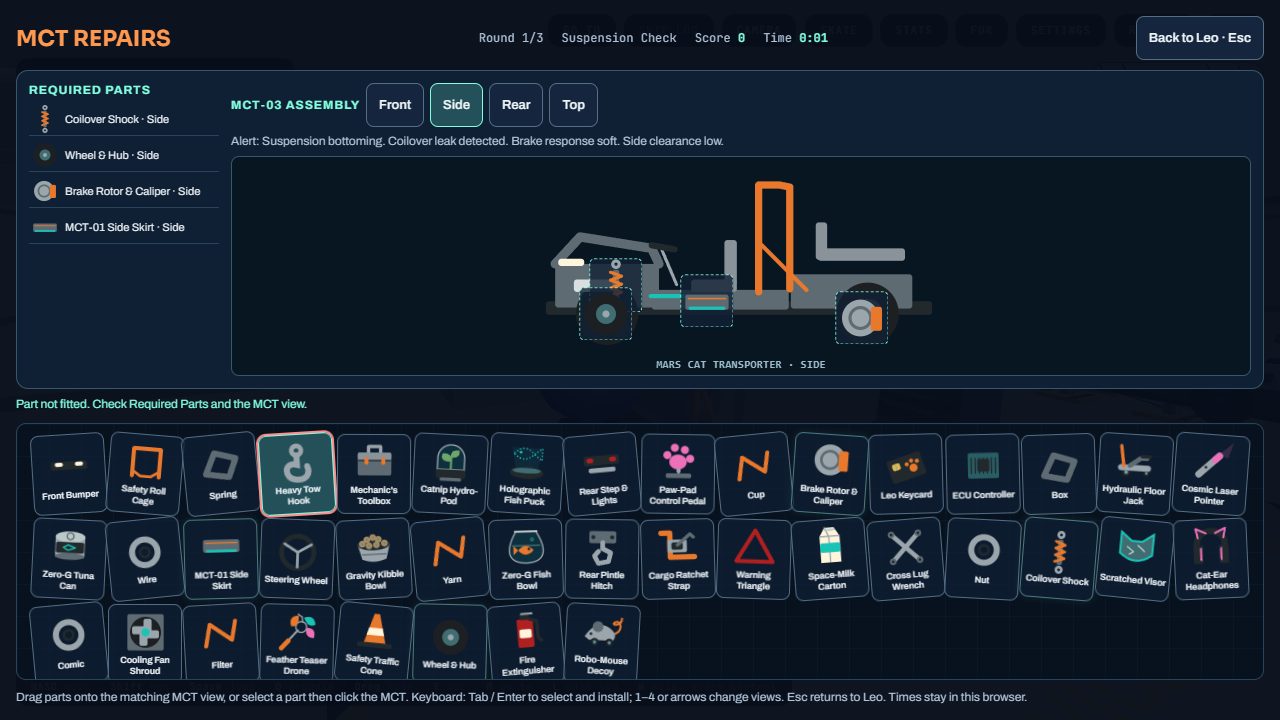 MCT REPAIRS
Round 1/3 Suspension Check Score 0 Time 0:01
Back to Leo · Esc
REQUIRED PARTS
Coilover Shock · Side
Wheel & Hub · Side
Brake Rotor & Caliper · Side
MCT-01 Side Skirt · Side
MCT-03 ASSEMBLY
Front
Side
Rear
Top
Alert: Suspension bottoming. Coilover leak detected. Brake response soft. Side clearance low.
MARS CAT TRANSPORTER · SIDE
Part not fitted. Check Required Parts and the MCT view.
Front Bumper
Safety Roll
Cage
Spring
Heavy Tow
Hook
Mechanic's
Toolbox
Catnip Hydro-
Pod
Holographic
Fish Puck
Rear Step &
Lights
Paw-Pad
Control Pedal
Cup
Brake Rotor &
Caliper
Leo Keycard
ECU Controller
Box
Hydraulic Floor
Jack
Cosmic Laser
Pointer
Zero-G Tuna
Can
Wire
MCT-01 Side
Skirt
Steering Wheel
Gravity Kibble
Bowl
Yarn
Zero-G Fish
Bowl
Rear Pintle
Hitch
Cargo Ratchet
Strap
Warning
Triangle
Space-Milk
Carton
Cross Lug
Wrench
Nut
Coilover Shock
Scratched Visor
Cat-Ear
Headphones
Comic
Cooling Fan
Shroud
Filter
Feather Teaser
Drone
Safety Traffic
Cone
Wheel & Hub
Fire
Extinguisher
Robo-Mouse
Decoy
Drag parts onto the matching MCT view, or select a part then click the MCT. Keyboard: Tab / Enter to select and install; 1–4 or arrows change views. Esc returns to Leo. Times stay in this browser.